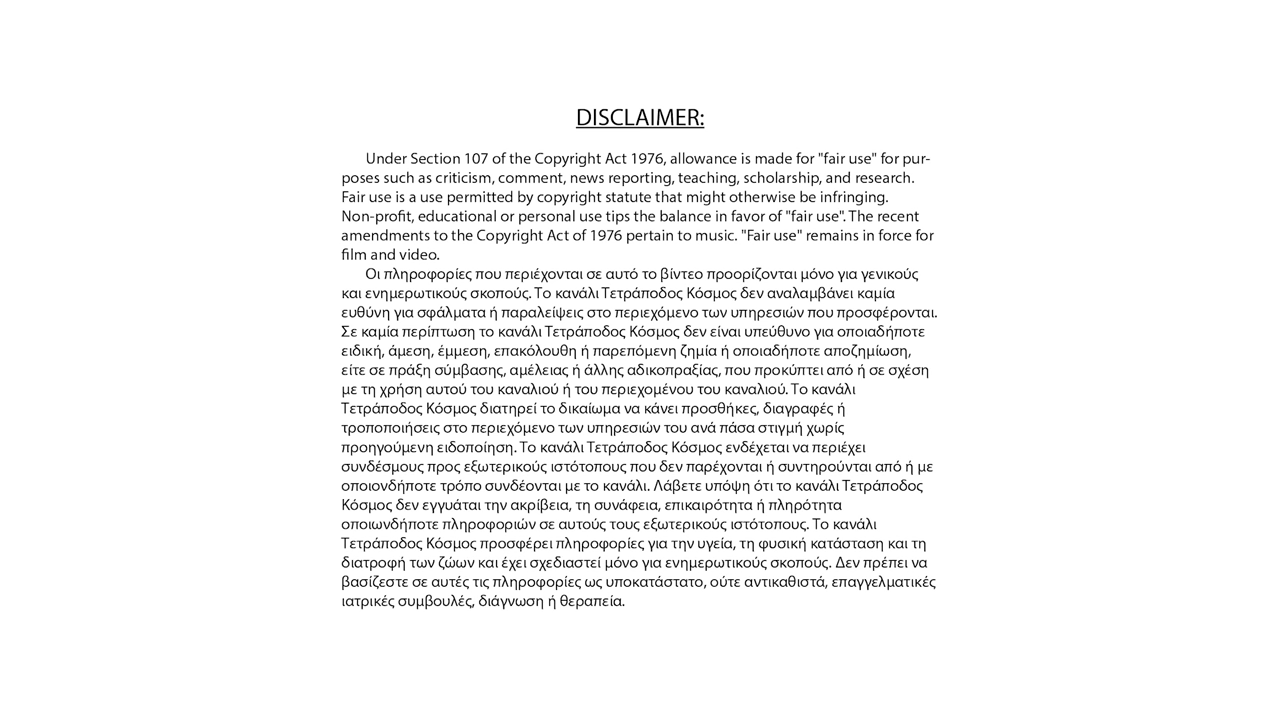 DISCLAIMER:
Under Section 107 of the Copyright Act 1976, allowance is made for "fair use" for pur-
poses such as criticism, comment, news reporting, teaching, scholarship, and research.
Fair use is a use permitted by copyright statute that might otherwise be infringing.
Non-profit, educational or personal use tips the balance in favor of "fair use". The recent
amendments to the Copyright Act of 1976 pertain to music. "Fair use" remains in force for
film and video.
Οι πληροφορίες που περιέχονται σε αυτό το βίντεο προορίζονται μόνο για γενικούς
και ενημερωτικούς σκοπούς. Το κανάλι Τετράποδος Κόσμος δεν αναλαμβάνει καμία
ευθύνη για σφάλματα ή παραλείψεις στο περιεχόμενο των υπηρεσιών που προσφέρονται.
Σε καμία περίπτωση το κανάλι Τετράποδος Κόσμος δεν είναι υπεύθυνο για οποιαδήποτε
ειδική, άμεση, έμμεση, επακόλουθη ή παρεπόμενη ζημία ή οποιαδήποτε αποζημίωση,
είτε σε πράξη σύμβασης, αμέλειας ή άλλης αδικοπραξίας, που προκύπτει από ή σε σχέση
με τη χρήση αυτού του καναλιού ή του περιεχομένου του καναλιού. Το κανάλι
Τετράποδος Κόσμος διατηρεί το δικαίωμα να κάνει προσθήκες, διαγραφές ή
τροποποιήσεις στο περιεχόμενο των υπηρεσιών του ανά πάσα στιγμή χωρίς
προηγούμενη ειδοποίηση. Το κανάλι Τετράποδος Κόσμος ενδέχεται να περιέχει
συνδέσμους προς εξωτερικούς ιστότοπους που δεν παρέχονται ή συντηρούνται από ή με
οποιονδήποτε τρόπο συνδέονται με το κανάλι. Λάβετε υπόψη ότι το κανάλι Τετράποδος
Κόσμος δεν εγγυάται την ακρίβεια, τη συνάφεια, επικαιρότητα ή πληρότητα
οποιωνδήποτε πληροφοριών σε αυτούς τους εξωτερικούς ιστότοπους. Το κανάλι
Τετράποδος Κόσμος προσφέρει πληροφορίες για την υγεία, τη φυσική κατάσταση και τη
διατροφή των ζώων και έχει σχεδιαστεί μόνο για ενημερωτικούς σκοπούς. Δεν πρέπει να
βασίζεστε σε αυτές τις πληροφορίες ως υποκατάστατο, ούτε αντικαθιστά, επαγγελματικές
ιατρικές συμβουλές, διάγνωση ή θεραπεία.